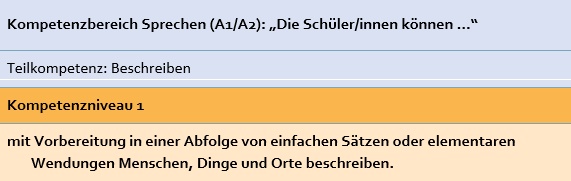 Kompetenzbereich Sprechen (A1/A2): „Die Schüler/innen können …“
Teilkompetenz: Beschreiben
Kompetenzniveau 1
mit Vorbereitung in einer Abfolge von einfachen Sätzen oder elementaren
Wendungen Menschen, Dinge und Orte beschreiben.